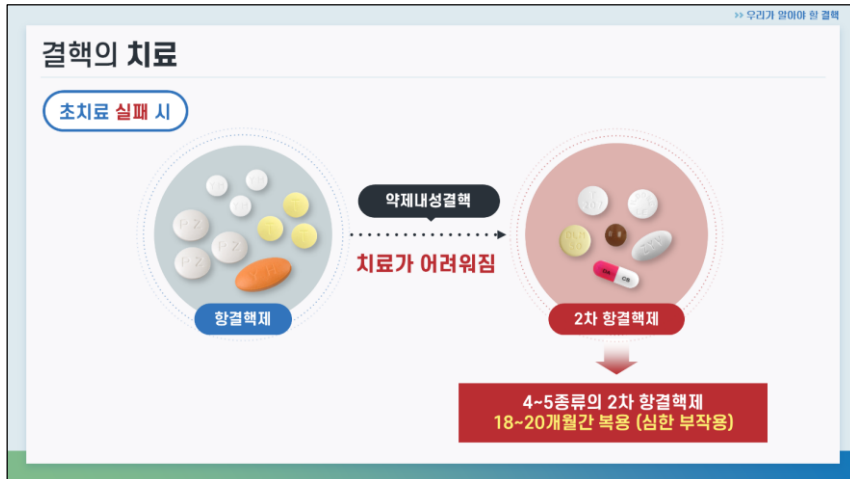 >> 우리가 알아야 할 결핵
결핵의 치료
초치료 실패 시
약제내성결핵
치료가 어려워짐
항결핵제
2차 항결핵제
4~5종류의 2차 항결핵제
18~20개월간 복용 (심한 부작용)